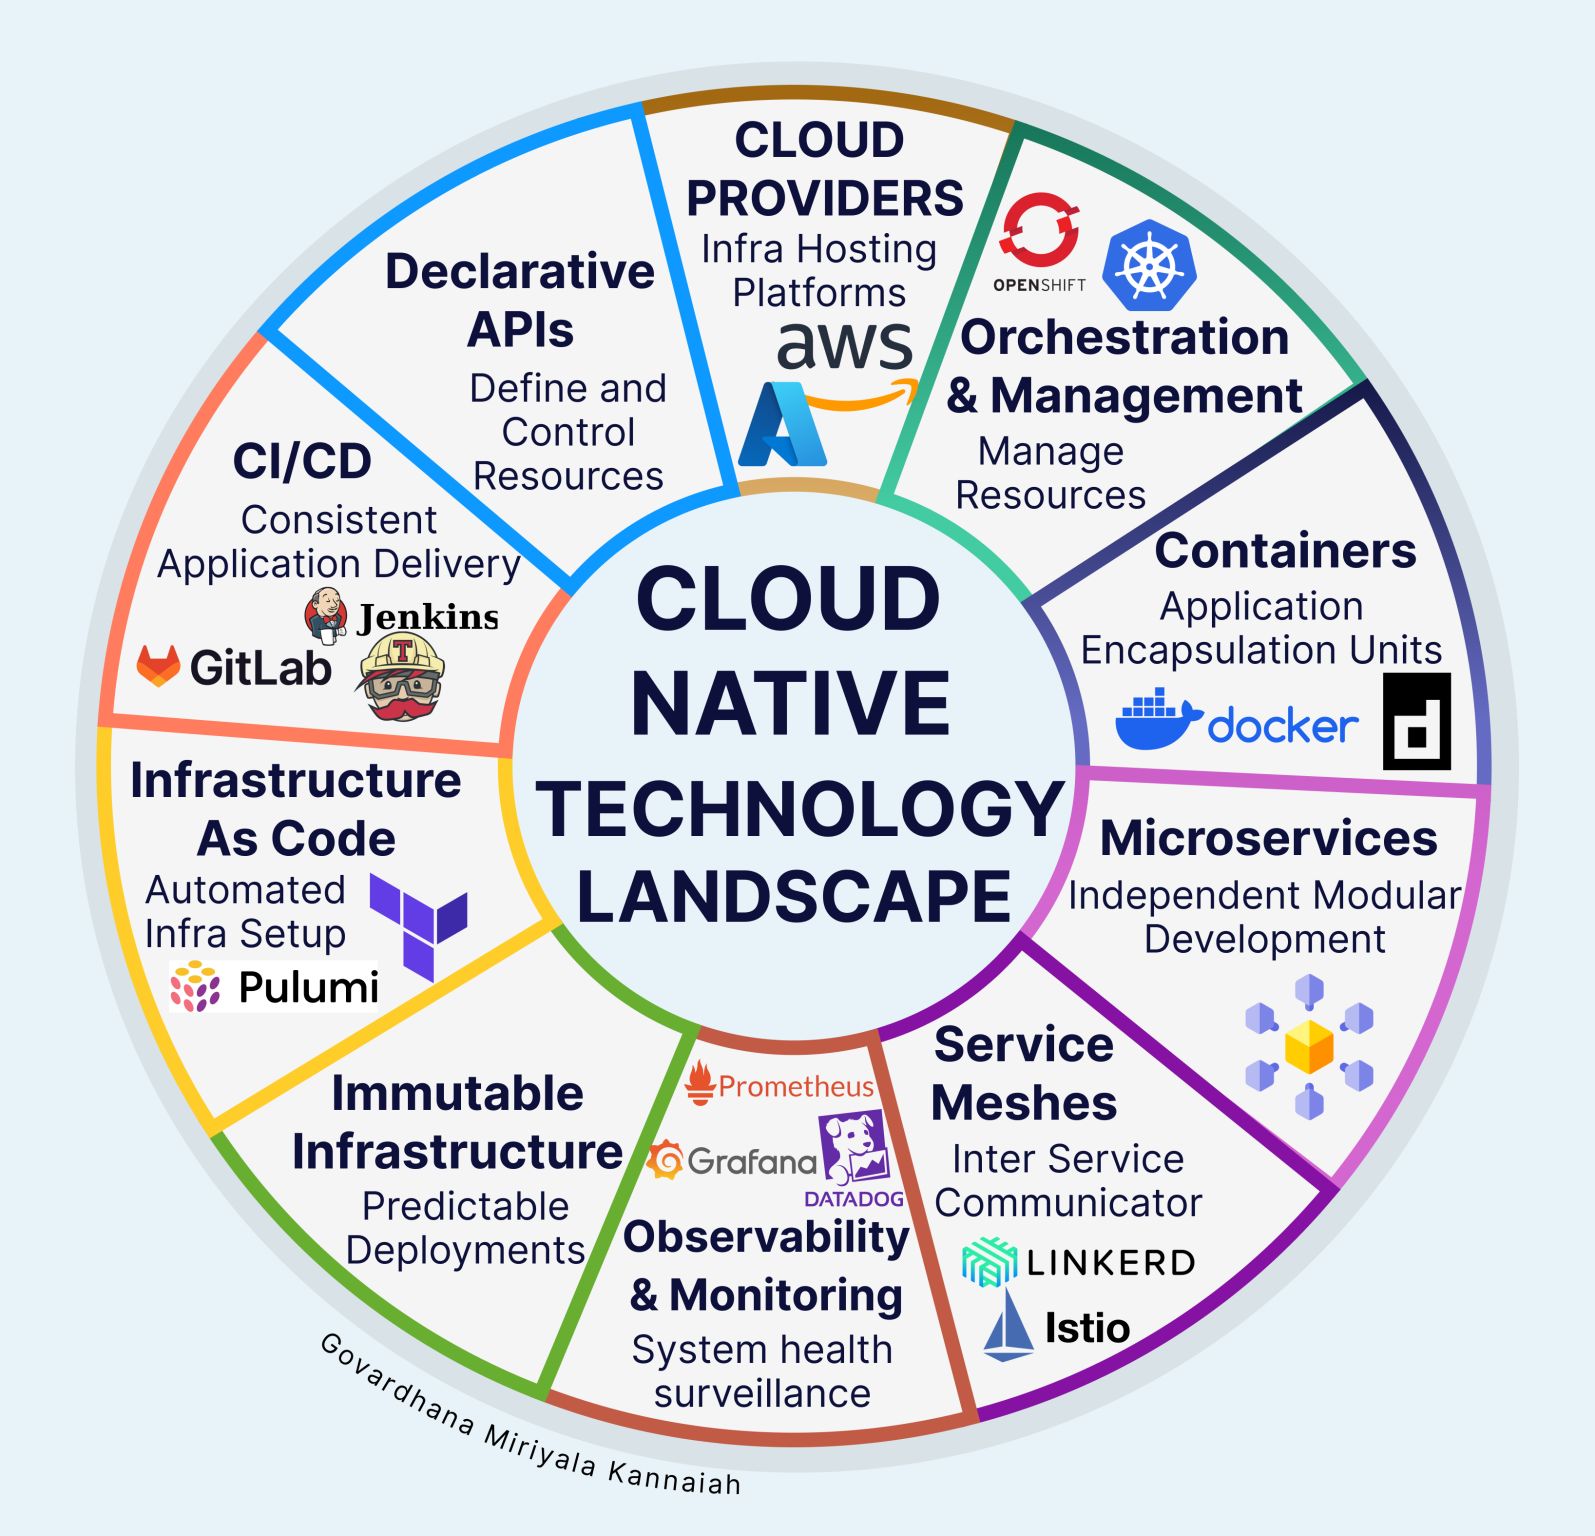 CLOUD
NATIVE
TECHNOLOGY
LANDSCAPE
CLOUD
PROVIDERS
Infra Hosting
Platforms
aws
OPENSHIFT
Orchestration
& Management
Manage
Resources
Containers
Application
Encapsulation Units
docker
d
Microservices
Independent Modular
Development
Service
Meshes
Inter Service
Communicator
LINKERD
Istio
Prometheus
Grafana
DATADOG
Observability
& Monitoring
System health
surveillance
Immutable
Infrastructure
Predictable
Deployments
Infrastructure
As Code
Automated
Infra Setup
Pulumi
CI/CD
Consistent
Application Delivery
Jenkins
GitLab
T
Declarative
APIs
Define and
Control
Resources
Govardhana Miriyala Kannaiah